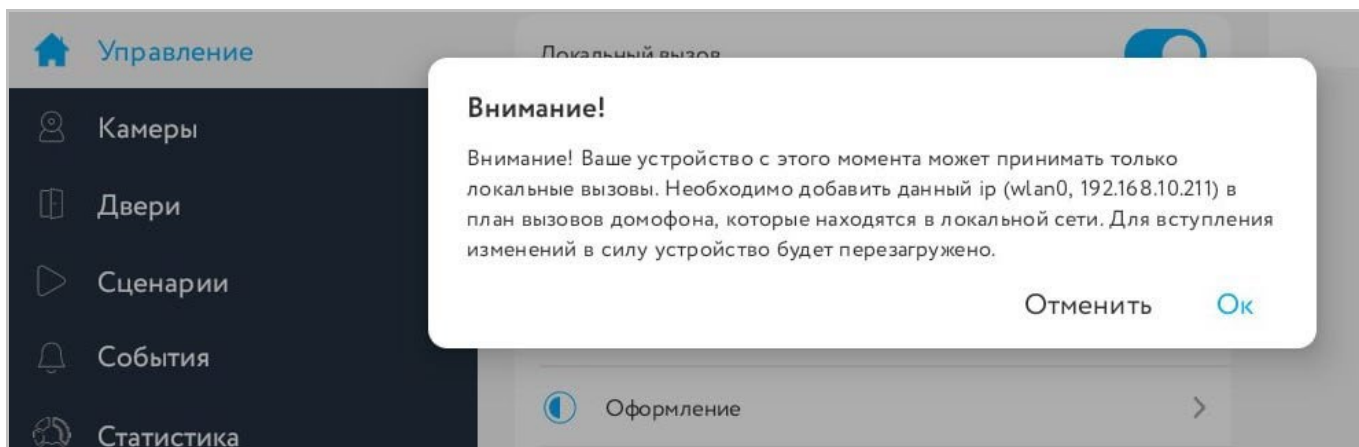 Управление
Локальный вызов
Камеры
Двери
Сценарии
События
Статистика
Внимание!
Внимание! Ваше устройство с этого момента может принимать только
локальные вызовы. Необходимо добавить данный ip (wlan0, 192.168.10.211) в
план вызовов домофона, которые находятся в локальной сети. Для вступления
изменений в силу устройство будет перезагружено.
Отменить Ок
Оформление